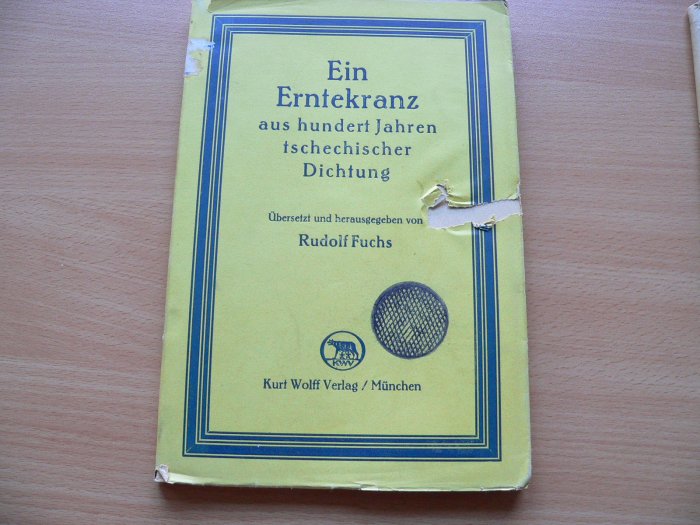 Ein
Erntekranz
aus hundert Jahren
tschechischer
Dichtung
Übersetzt und herausgegeben von
Rudolf Fuchs
KWV
Kurt Wolff Verlag / München